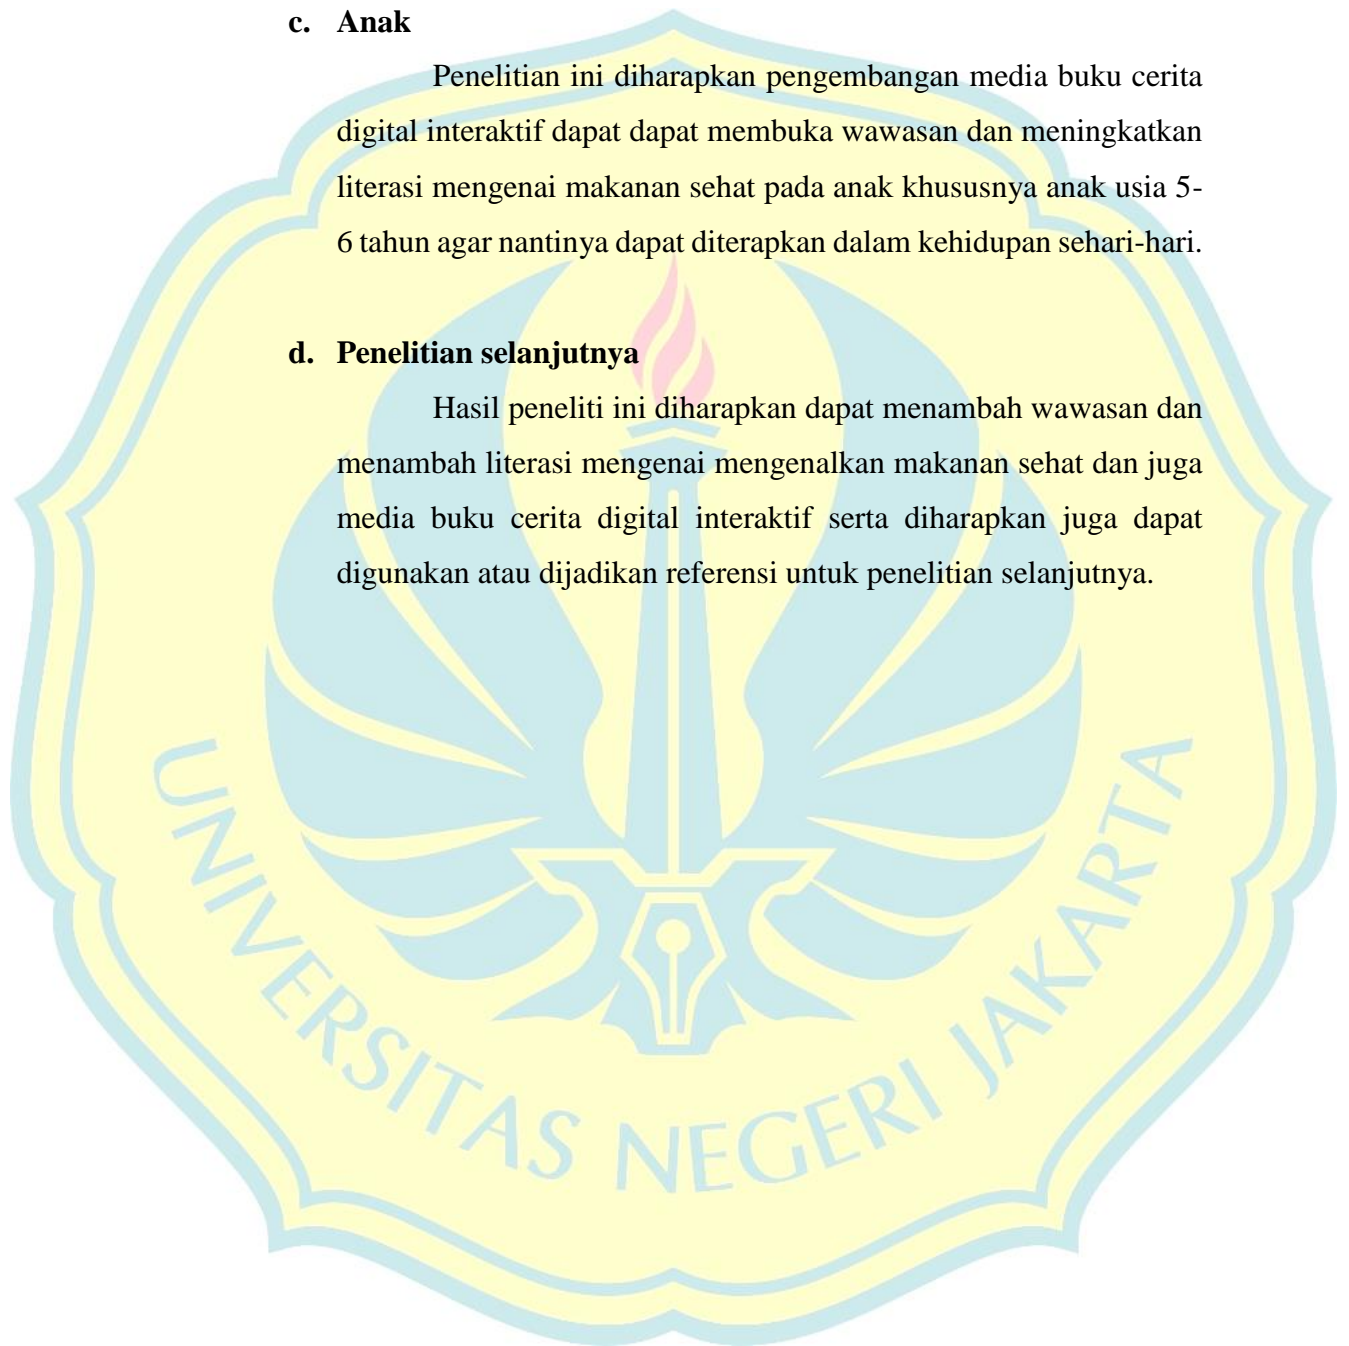 c. Anak
Penelitian ini diharapkan pengembangan media buku cerita
digital interaktif dapat dapat membuka wawasan dan meningkatkan
literasi mengenai makanan sehat pada anak khususnya anak usia 5-
6 tahun agar nantinya dapat diterapkan dalam kehidupan sehari-hari.
d. Penelitian selanjutnya
Hasil peneliti ini diharapkan dapat menambah wawasan dan
menambah literasi mengenai mengenalkan makanan sehat dan juga
media buku cerita digital interaktif serta diharapkan juga dapat
digunakan atau dijadikan referensi untuk penelitian selanjutnya.
UNIVERSITAS NEGERI JAKARTA